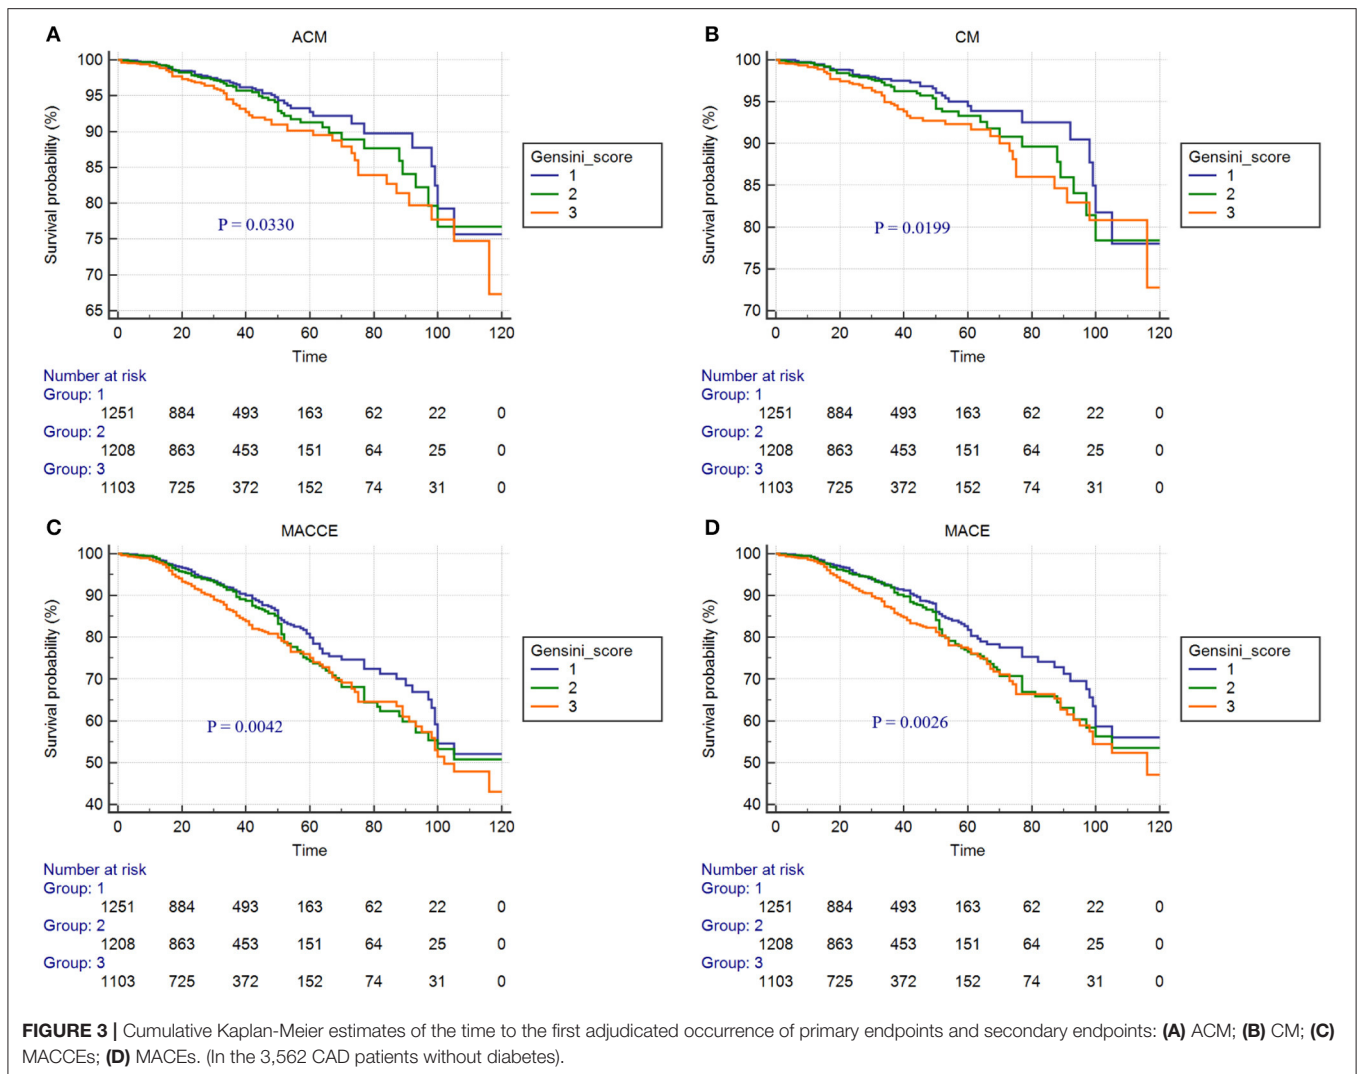 A
ACM
100
95
90
85
80
75
70
65
Survival probability (%)
P = 0.0330
0 20 40 60 80 100 120
Time
Gensini_score
1
2
3
Number at risk
Group: 1
1251 884 493 163 62 22 0
Group: 2
1208 863 453 151 64 25 0
Group: 3
1103 725 372 152 74 31 0
B
CM
100
95
90
85
80
75
70
Survival probability (%)
P = 0.0199
0 20 40 60 80 100 120
Time
Gensini_score
1
2
3
Number at risk
Group: 1
1251 884 493 163 62 22 0
Group: 2
1208 863 453 151 64 25 0
Group: 3
1103 725 372 152 74 31 0
C
MACCE
100
90
80
70
60
50
40
Survival probability (%)
P = 0.0042
0 20 40 60 80 100 120
Time
Gensini_score
1
2
3
Number at risk
Group: 1
1251 884 493 163 62 22 0
Group: 2
1208 863 453 151 64 25 0
Group: 3
1103 725 372 152 74 31 0
D
MACE
100
90
80
70
60
50
40
Survival probability (%)
P = 0.0026
0 20 40 60 80 100 120
Time
Gensini_score
1
2
3
Number at risk
Group: 1
1251 884 493 163 62 22 0
Group: 2
1208 863 453 151 64 25 0
Group: 3
1103 725 372 152 74 31 0
FIGURE 3 | Cumulative Kaplan-Meier estimates of the time to the first adjudicated occurrence of primary endpoints and secondary endpoints: (A) ACM; (B) CM; (C)
MACCEs; (D) MACEs. (In the 3,562 CAD patients without diabetes).